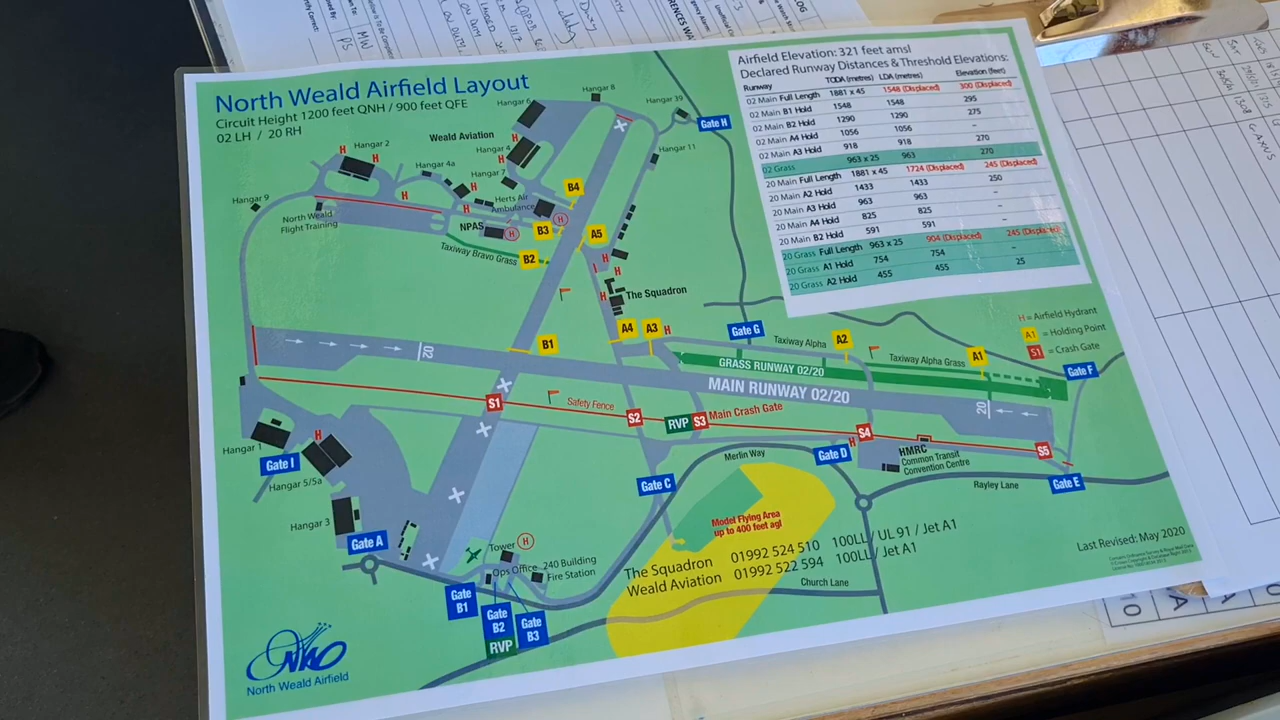 North Weald Airfield Layout
Circuit Height 1200 feet QNH / 900 feet QFE
02 LH / 20 RH
Airfield Elevation: 321 feet amsl
Declared Runway Distances & Threshold Elevations:
Runway TODA (metres) LDA (metres) Elevation (feet)
02 Main Full Length 1881 x 45 1548 (Displaced) 300 (Displaced)
02 Main B1 Hold 1548 1548 295
02 Main B2 Hold 1290 1290 275
02 Main A4 Hold 1056 1056 –
02 Main A3 Hold 918 918 270
02 Grass 963 x 25 963 270
20 Main Full Length 1881 x 45 1724 (Displaced) 245 (Displaced)
20 Main A2 Hold 1433 1433 250
20 Main A3 Hold 963 963 –
20 Main A4 Hold 825 825 –
20 Main B2 Hold 591 591 –
20 Grass Full Length 963 x 25 904 (Displaced) 245 (Displaced)
20 Grass A1 Hold 754 754 –
20 Grass A2 Hold 455 455 25
H = Airfield Hydrant
A1 = Holding Point
S1 = Crash Gate
Hangar 6
Hangar 8
Hangar 39
Gate H
Weald Aviation
Hangar 2
Hangar 4
Hangar 4a
Hangar 7
Hangar 11
Hangar 9
North Weald
Flight Training
Herts Air
Ambulance
NPAS
B4
B3
A5
Taxiway Bravo Grass
B2
The Squadron
A4
A3
H
Gate G
Taxiway Alpha
A2
Taxiway Alpha Grass
A1
Gate F
B1
02
GRASS RUNWAY 02/20
MAIN RUNWAY 02/20
20
S1
Safety Fence
S2
RVP
S3
Main Crash Gate
S4
S5
Hangar 1
Gate I
Hangar 5/5a
Hangar 3
Gate A
Gate C
Merlin Way
Gate D
H
HMRC
Common Transit
Convention Centre
Rayley Lane
Gate E
Model Flying Area
up to 400 feet agl
Tower
H
Ops Office
240 Building
Fire Station
Gate
B1
Gate
B2
RVP
Gate
B3
The Squadron 01992 524 510 100LL / UL 91 / Jet A1
Weald Aviation 01992 522 594 100LL / Jet A1
Church Lane
Last Revised: May 2020
NWA
North Weald Airfield